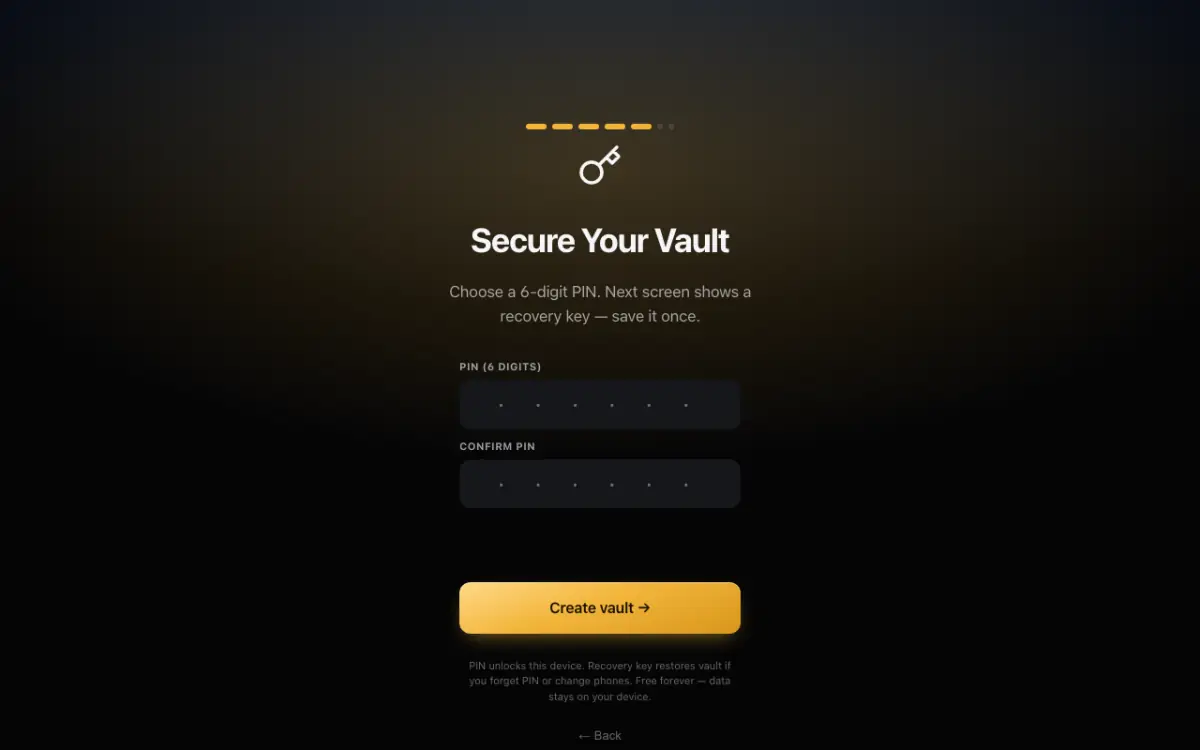 Secure Your Vault
Choose a 6-digit PIN. Next screen shows a
recovery key — save it once.
PIN (6 DIGITS)
CONFIRM PIN
Create vault →
PIN unlocks this device. Recovery key restores vault if
you forget PIN or change phones. Free forever — data
stays on your device.
← Back